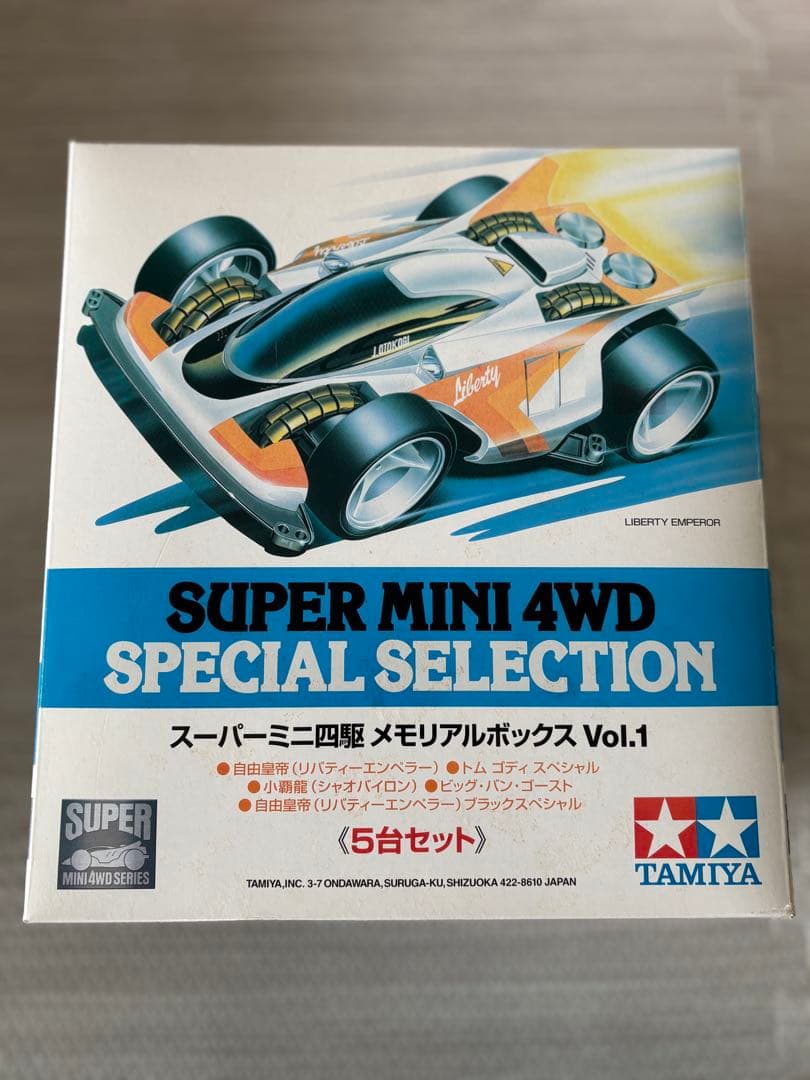 J.OTOKOGI
Liberty
LIBERTY EMPEROR
SUPER MINI 4WD
SPECIAL SELECTION
スーパーミニ四駆 メモリアルボックス Vol.1
●自由皇帝(リバティーエンペラー) ●トム ゴディ スペシャル
●小覇龍(シャオバイロン) ●ビッグ・バン・ゴースト
●自由皇帝(リバティーエンペラー)ブラックスペシャル
《5台セット》
SUPER
MINI 4WD SERIES
TAMIYA
TAMIYA,INC. 3-7 ONDAWARA,SURUGA-KU,SHIZUOKA 422-8610 JAPAN